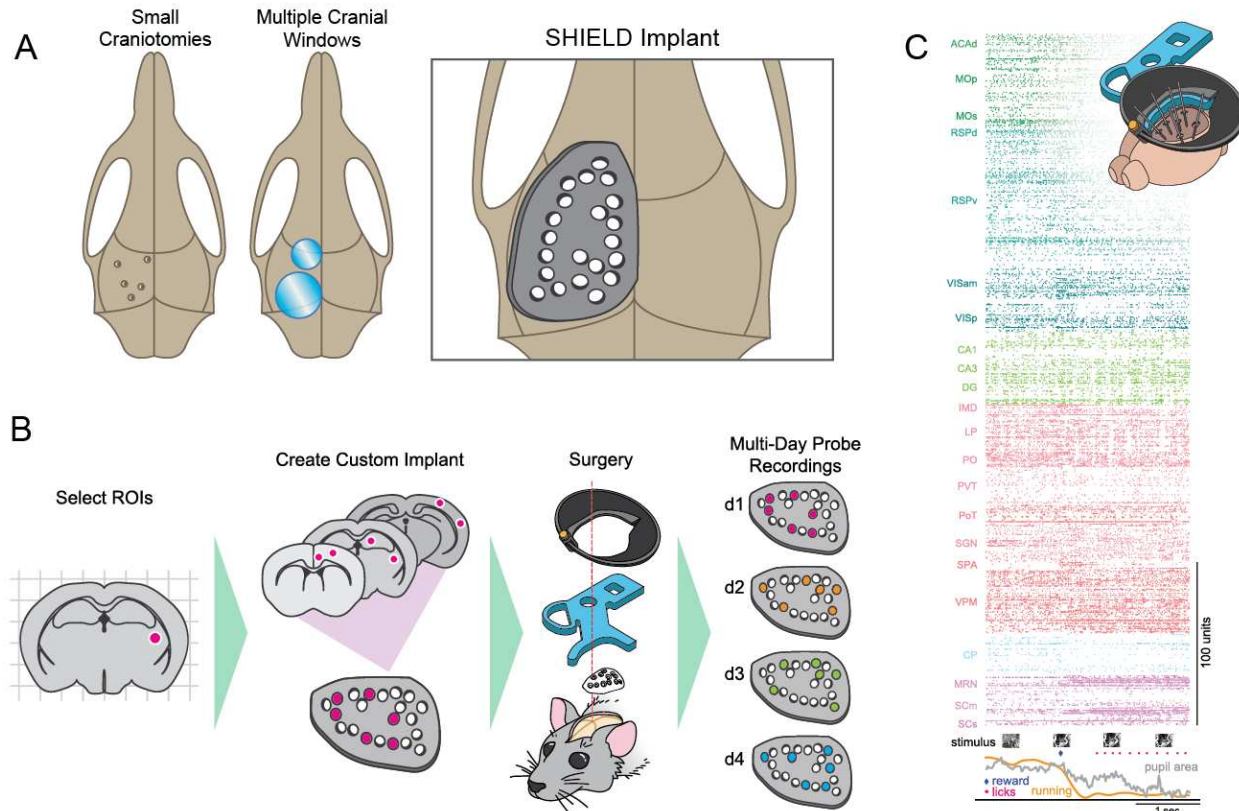 A
Small
Craniotomies
Multiple Cranial
Windows
SHIELD Implant
B
Select ROIs
Create Custom Implant
Surgery
Multi-Day Probe
Recordings
d1
d2
d3
d4
C
ACAd
MOp
MOs
RSPd
RSPv
VISam
VISp
CA1
CA3
DG
IMD
LP
PO
PVT
PoT
SGN
SPA
VPM
CP
MRN
SCm
SCs
100 units
stimulus
pupil area
reward
licks
running
1 sec